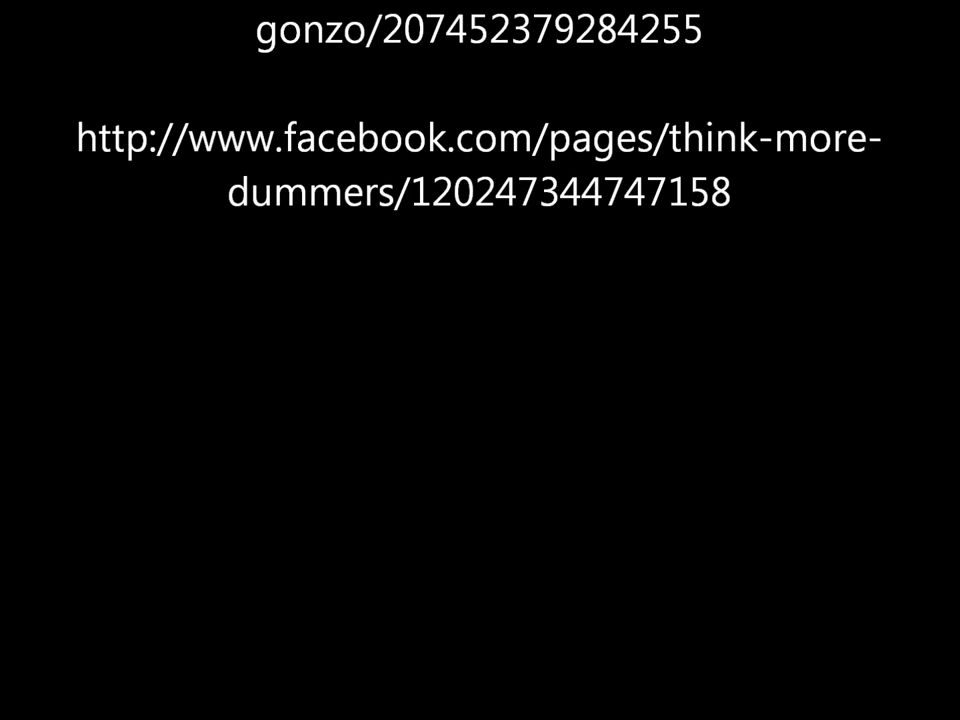 gonzo/207452379284255
http://www.facebook.com/pages/think-more-
dummers/120247344747158